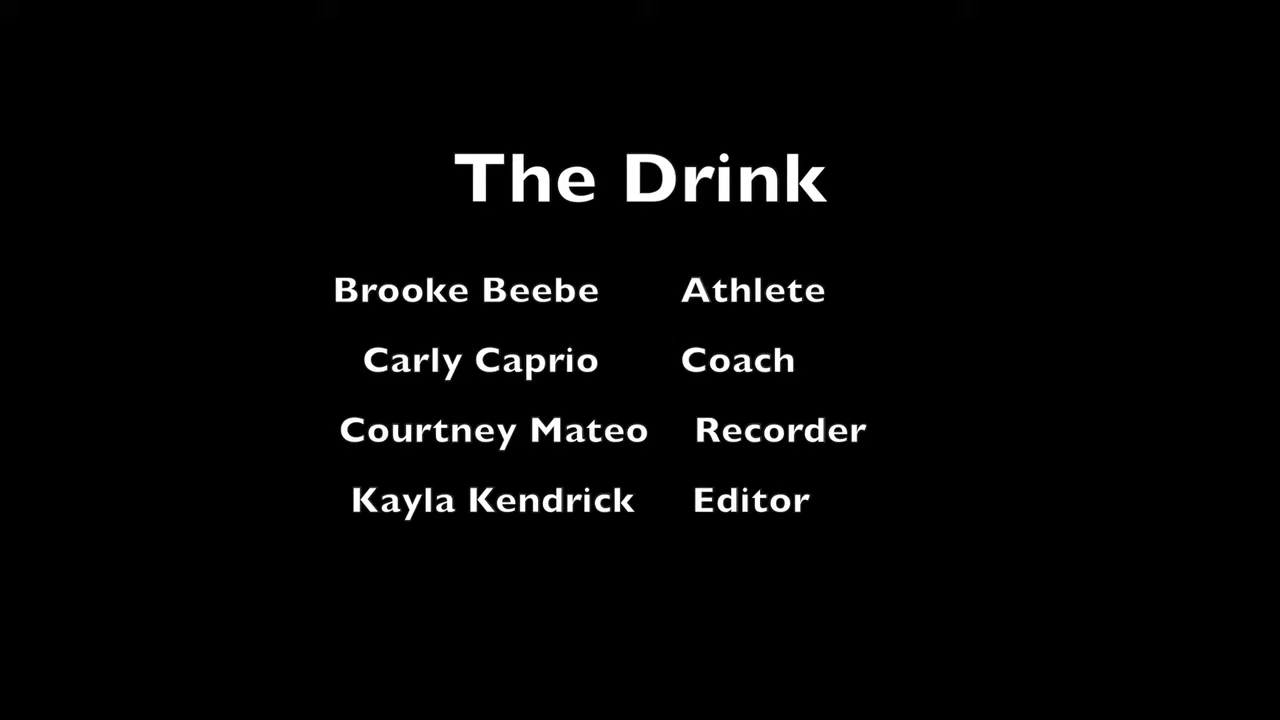 The Drink
Brooke Beebe Athlete
Carly Caprio Coach
Courtney Mateo Recorder
Kayla Kendrick Editor